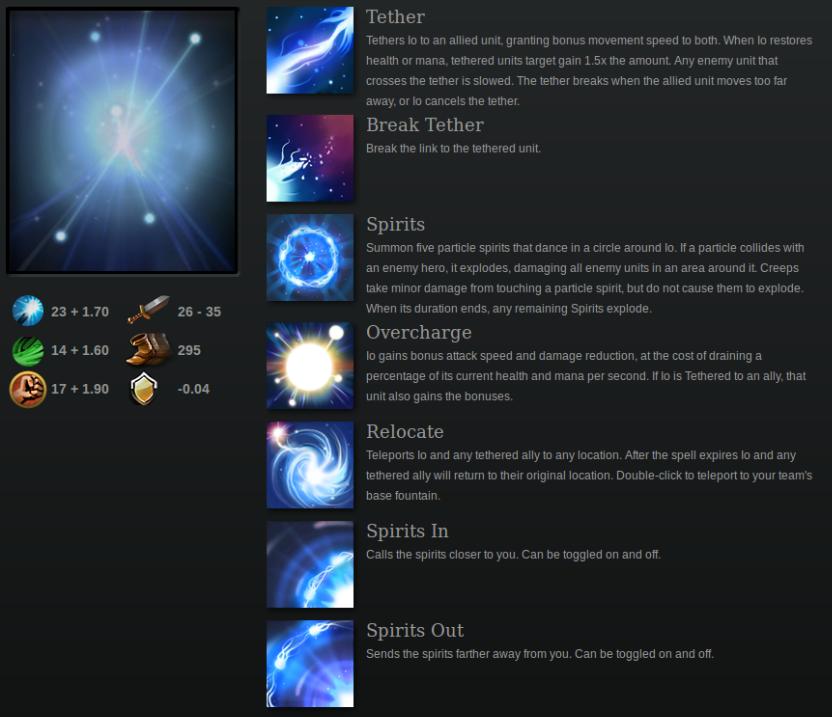 Tether
Tethers Io to an allied unit, granting bonus movement speed to both. When Io restores
health or mana, tethered units target gain 1.5x the amount. Any enemy unit that
crosses the tether is slowed. The tether breaks when the allied unit moves too far
away, or Io cancels the tether.
Break Tether
Break the link to the tethered unit.
Spirits
Summon five particle spirits that dance in a circle around Io. If a particle collides with
an enemy hero, it explodes, damaging all enemy units in an area around it. Creeps
take minor damage from touching a particle spirit, but do not cause them to explode.
When its duration ends, any remaining Spirits explode.
23 + 1.70
26 - 35
14 + 1.60
295
17 + 1.90
-0.04
Overcharge
Io gains bonus attack speed and damage reduction, at the cost of draining a
percentage of its current health and mana per second. If Io is Tethered to an ally, that
unit also gains the bonuses.
Relocate
Teleports Io and any tethered ally to any location. After the spell expires Io and any
tethered ally will return to their original location. Double-click to teleport to your team's
base fountain.
Spirits In
Calls the spirits closer to you. Can be toggled on and off.
Spirits Out
Sends the spirits farther away from you. Can be toggled on and off.